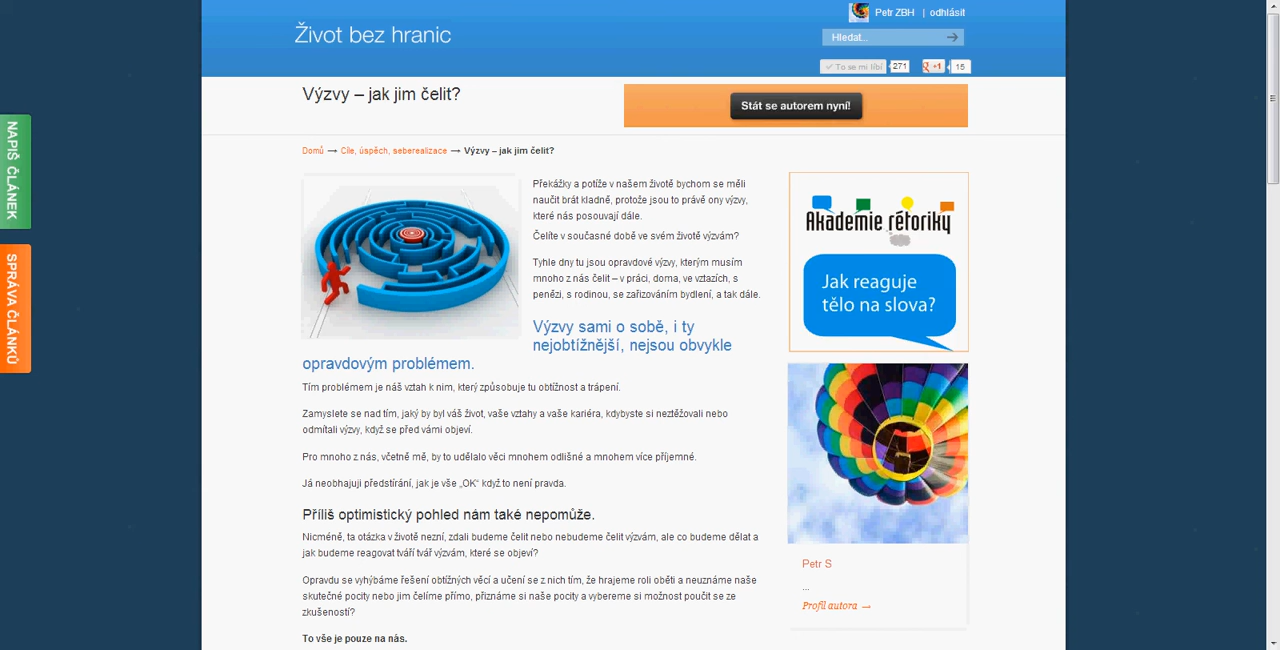 Petr ZBH | odhlásit
Život bez hranic
Hledat...
To se mi líbí 271 +1 15
Výzvy – jak jim čelit?
Stát se autorem nyní!
NAPIŠ ČLÁNEK
SPRÁVA ČLÁNKŮ
Domů → Cíle, úspěch, seberealizace → Výzvy – jak jim čelit?
Překážky a potíže v našem životě bychom se měli
naučit brát kladně, protože jsou to právě ony výzvy,
které nás posouvají dále.
Čelíte v současné době ve svém životě výzvám?
Tyhle dny tu jsou opravdové výzvy, kterým musím
mnoho z nás čelit – v práci, doma, ve vztazích, s
penězi, s rodinou, se zařizováním bydlení, a tak dále.
Výzvy sami o sobě, i ty
nejobtížnější, nejsou obvykle
opravdovým problémem.
Tím problémem je náš vztah k nim, který způsobuje tu obtížnost a trápení.
Zamyslete se nad tím, jaký by byl váš život, vaše vztahy a vaše kariéra, kdybyste si neztěžovali nebo
odmítali výzvy, když se před vámi objeví.
Pro mnoho z nás, včetně mě, by to udělalo věci mnohem odlišné a mnohem více příjemné.
Já neobhajuji předstírání, jak je vše „OK“ když to není pravda.
Příliš optimistický pohled nám také nepomůže.
Nicméně, ta otázka v životě nezní, zdali budeme čelit nebo nebudeme čelit výzvám, ale co budeme dělat a
jak budeme reagovat tváří tvář výzvám, které se objeví?
Opravdu se vyhýbáme řešení obtížných věcí a učení se z nich tím, že hrajeme roli oběti a neuznáme naše
skutečné pocity nebo jim čelíme přímo, přiznáme si naše pocity a vybereme si možnost poučit se ze
zkušeností?
To vše je pouze na nás.
Akademie rétoriky
Jak reaguje
tělo na slova?
Petr S
...
Profil autora →